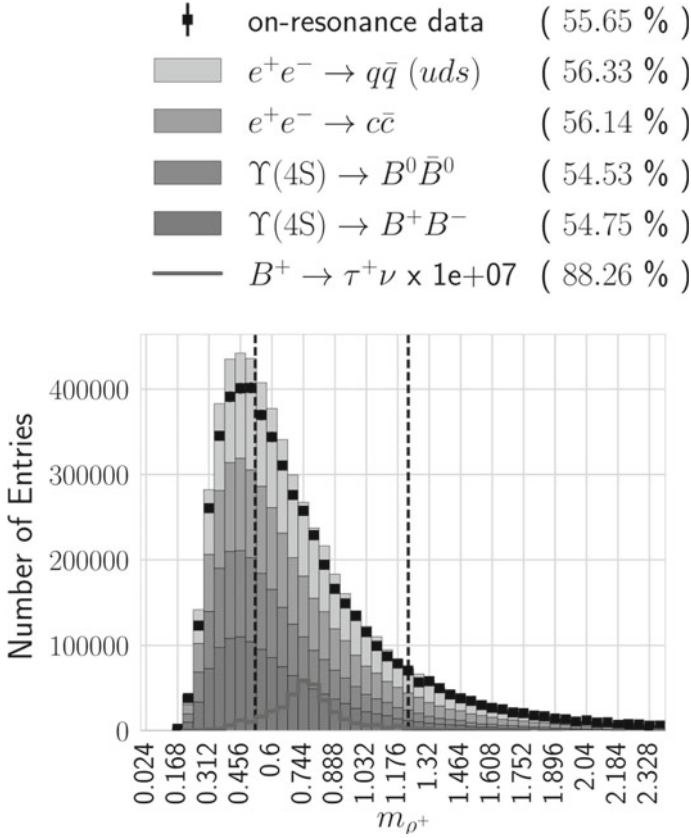 on-resonance data ( 55.65 % )
e⁺e⁻ → qq̄ (uds) ( 56.33 % )
e⁺e⁻ → cc̄ ( 56.14 % )
Υ(4S) → B⁰B̄⁰ ( 54.53 % )
Υ(4S) → B⁺B⁻ ( 54.75 % )
B⁺ → τ⁺ν x 1e+07 ( 88.26 % )
Number of Entries
400000
300000
200000
100000
0
0.024 0.168 0.312 0.456 0.6 0.744 0.888 1.032 1.176 1.32 1.464 1.608 1.752 1.896 2.04 2.184 2.328
m_ρ⁺